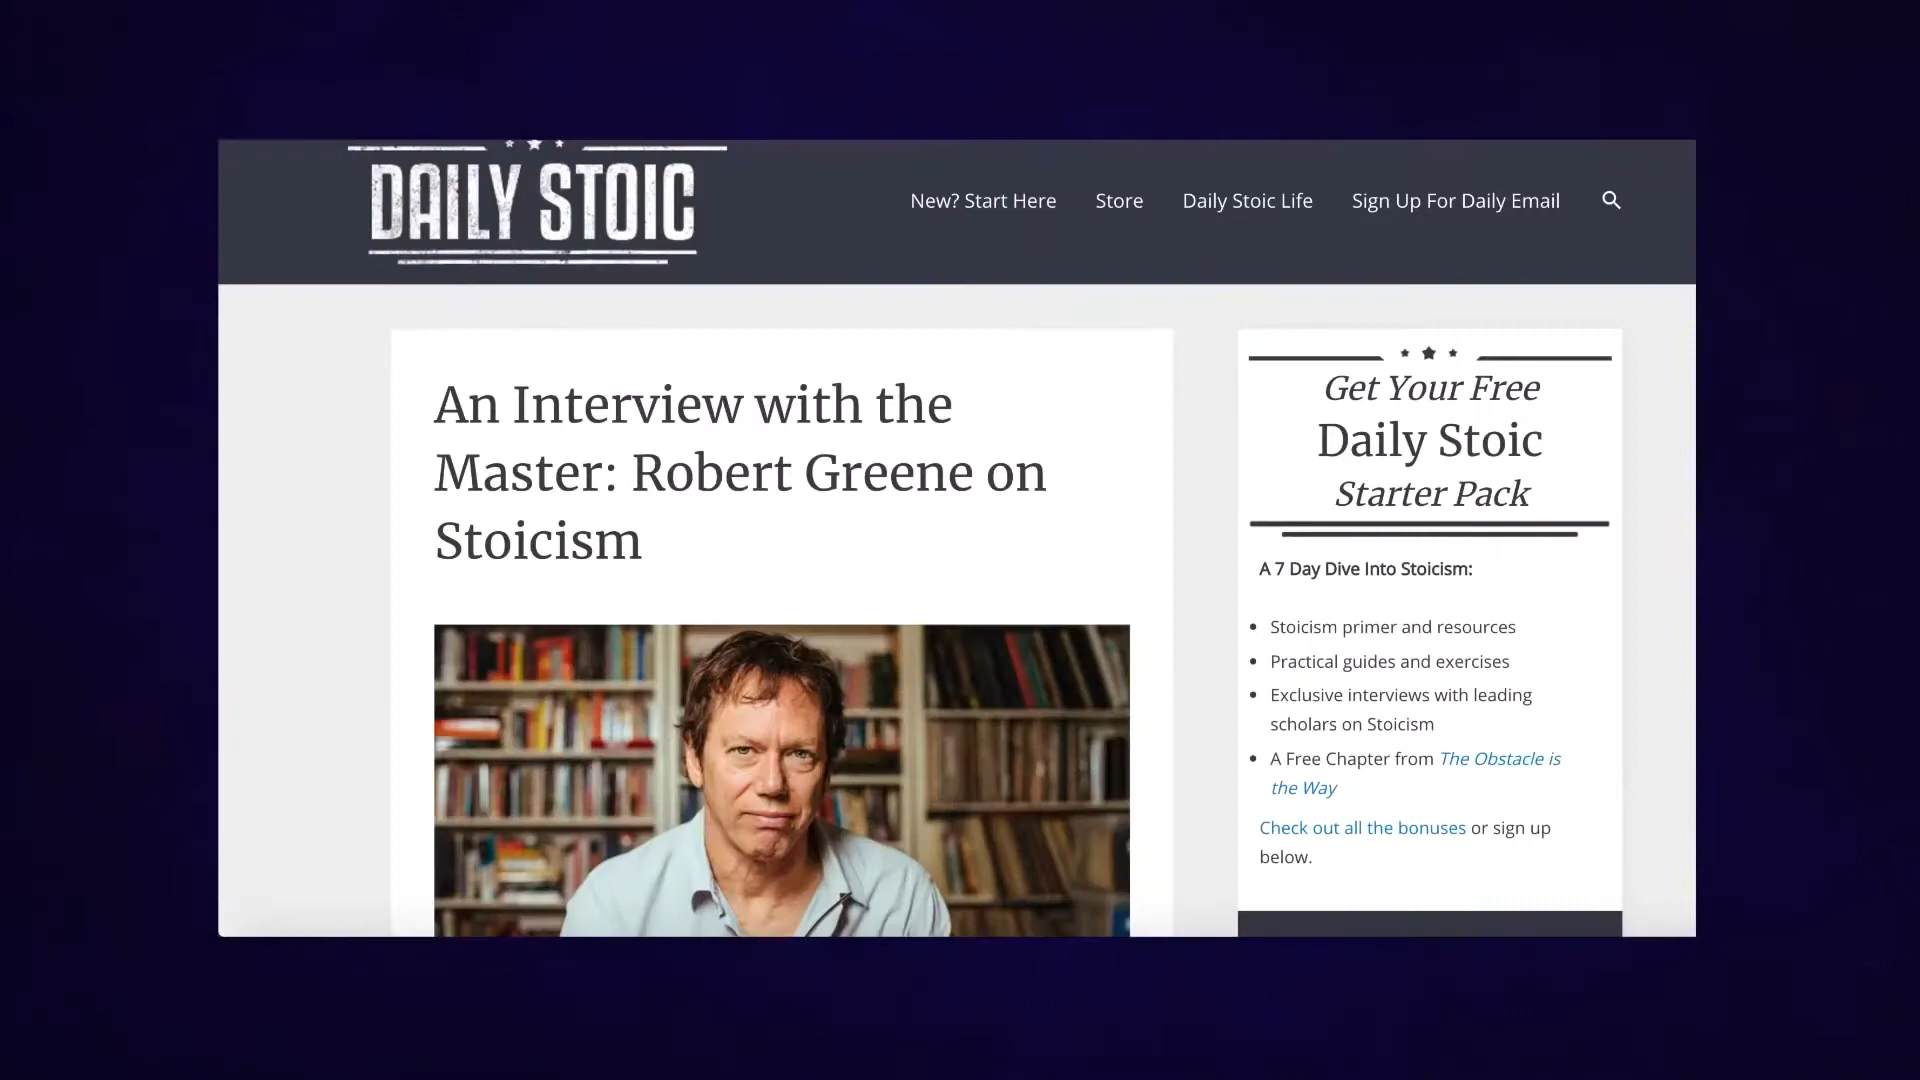 DAILY STOIC
New? Start Here
Store
Daily Stoic Life
Sign Up For Daily Email
An Interview with the
Master: Robert Greene on
Stoicism
Get Your Free
Daily Stoic
Starter Pack
A 7 Day Dive Into Stoicism:
Stoicism primer and resources
Practical guides and exercises
Exclusive interviews with leading
scholars on Stoicism
A Free Chapter from The Obstacle is
the Way
Check out all the bonuses or sign up
below.